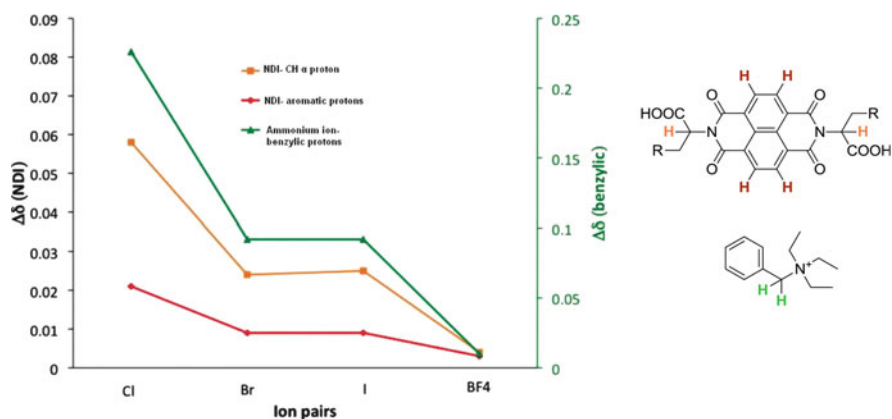 0.09
0.08
0.07
0.06
0.05
0.04
0.03
0.02
0.01
0
Δδ (NDI)
NDI- CH α proton
NDI- aromatic protons
Ammonium ion-
benzylic protons
0.25
0.2
0.15
0.1
0.05
0
Δδ (benzylic)
Cl
Br
I
BF4
Ion pairs
H H
O O
HOOC R
H N N H
R COOH
O O
H H
N+
H H